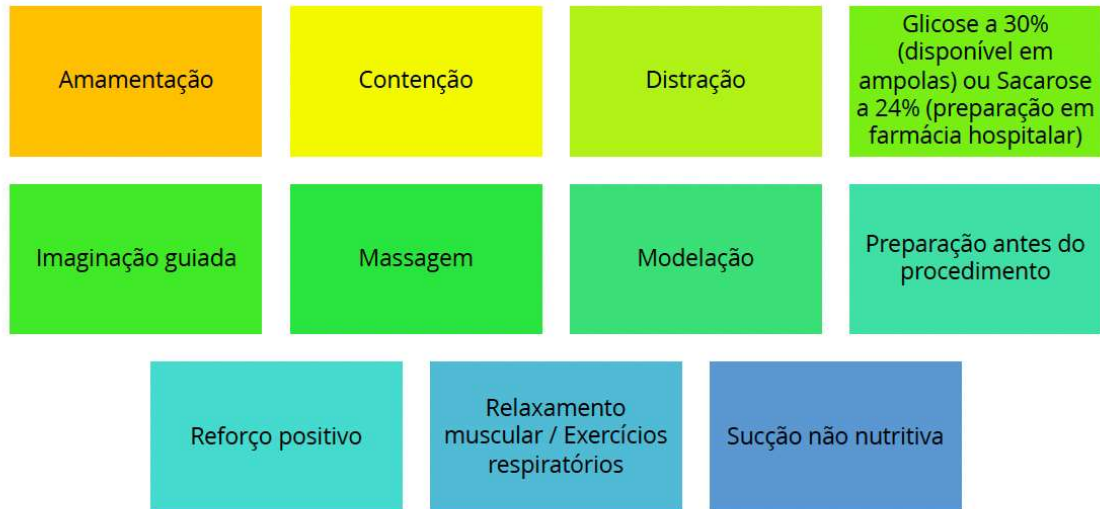 Amamentação
Contenção
Distração
Glicose a 30%
(disponível em
ampolas) ou Sacarose
a 24% (preparação em
farmácia hospitalar)
Imaginação guiada
Massagem
Modelação
Preparação antes do
procedimento
Reforço positivo
Relaxamento
muscular / Exercícios
respiratórios
Sucção não nutritiva